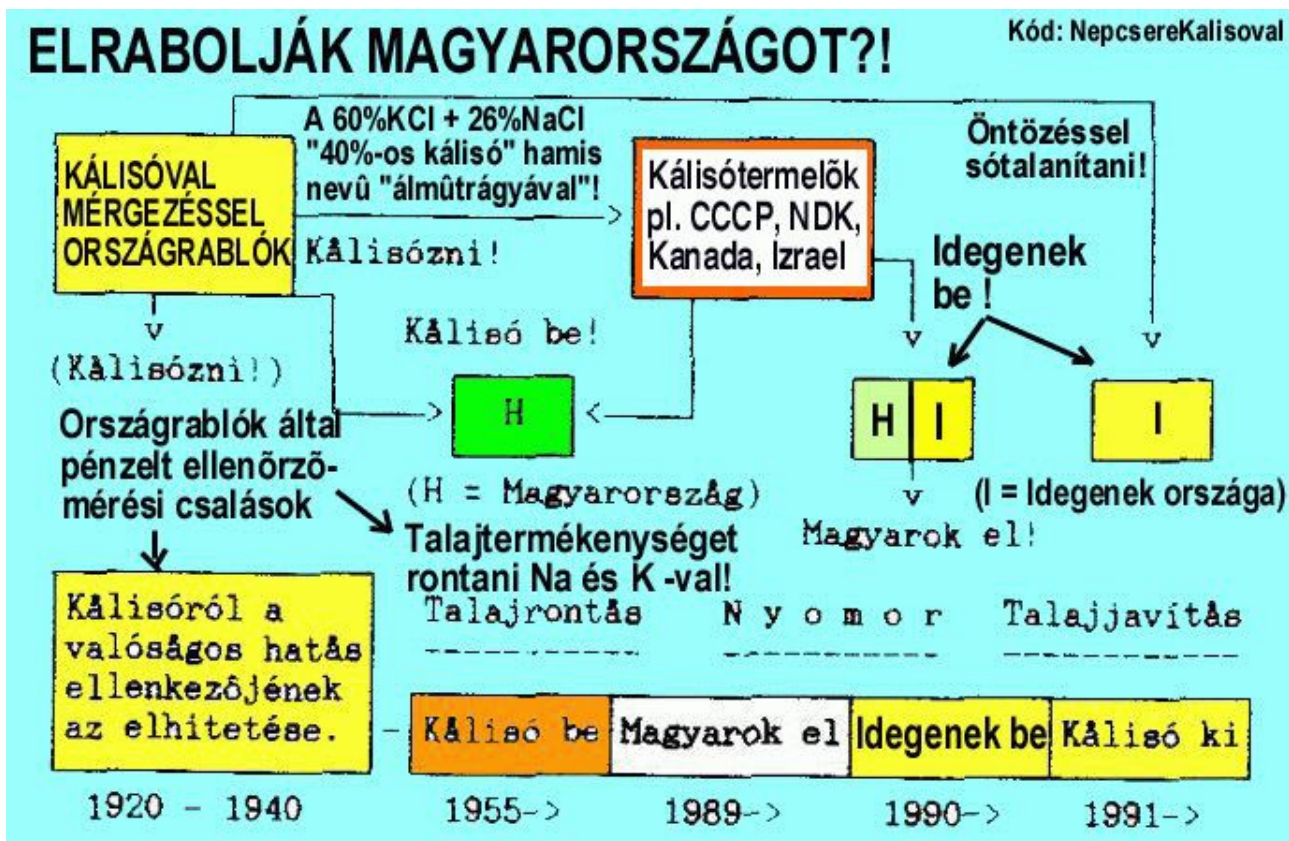 ELRABOLJÁK MAGYARORSZÁGOT?!
Kód: NepcsereKalisoval
KÁLISÓVAL
MÉRGEZÉSSEL
ORSZÁGRABLÓK
A 60%KCl + 26%NaCl
"40%-os kálisó" hamis
nevû "álmûtrágyával"!
Kålisózni!
Kálisótermelõk
pl. CCCP, NDK,
Kanada, Izrael
Öntözéssel
sótalanítani!
Idegenek
be !
(Kålisózni!)
Kålisó be!
H
H I
I
Országrablók által
pénzelt ellenõrzõ-
mérési csalások
(H = Magyarország)
(I = Idegenek országa)
Magyarok el!
Talajtermékenységet
rontani Na és K -val!
Kålisóról a
valóságos hatás
ellenkezôjének
az elhitetése.
Talajrontás N y o m o r Talajjavítás
Kålisó be Magyarok el Idegenek be Kålisó ki
1920 - 1940 1955-> 1989-> 1990-> 1991->